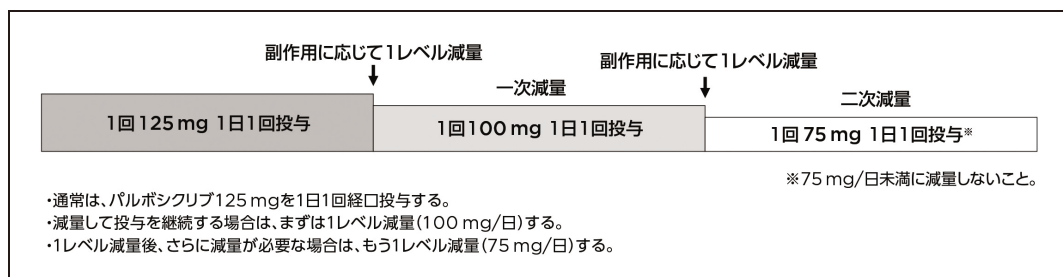 副作用に応じて1レベル減量
副作用に応じて1レベル減量
一次減量
二次減量
1回125 mg 1日1回投与
1回100 mg 1日1回投与
1回 75 mg 1日1回投与※
※75 mg/日未満に減量しないこと。
・通常は、パルボシクリブ125 mgを1日1回経口投与する。
・減量して投与を継続する場合は、まずは1レベル減量(100 mg/日)する。
・1レベル減量後、さらに減量が必要な場合は、もう1レベル減量(75 mg/日)する。